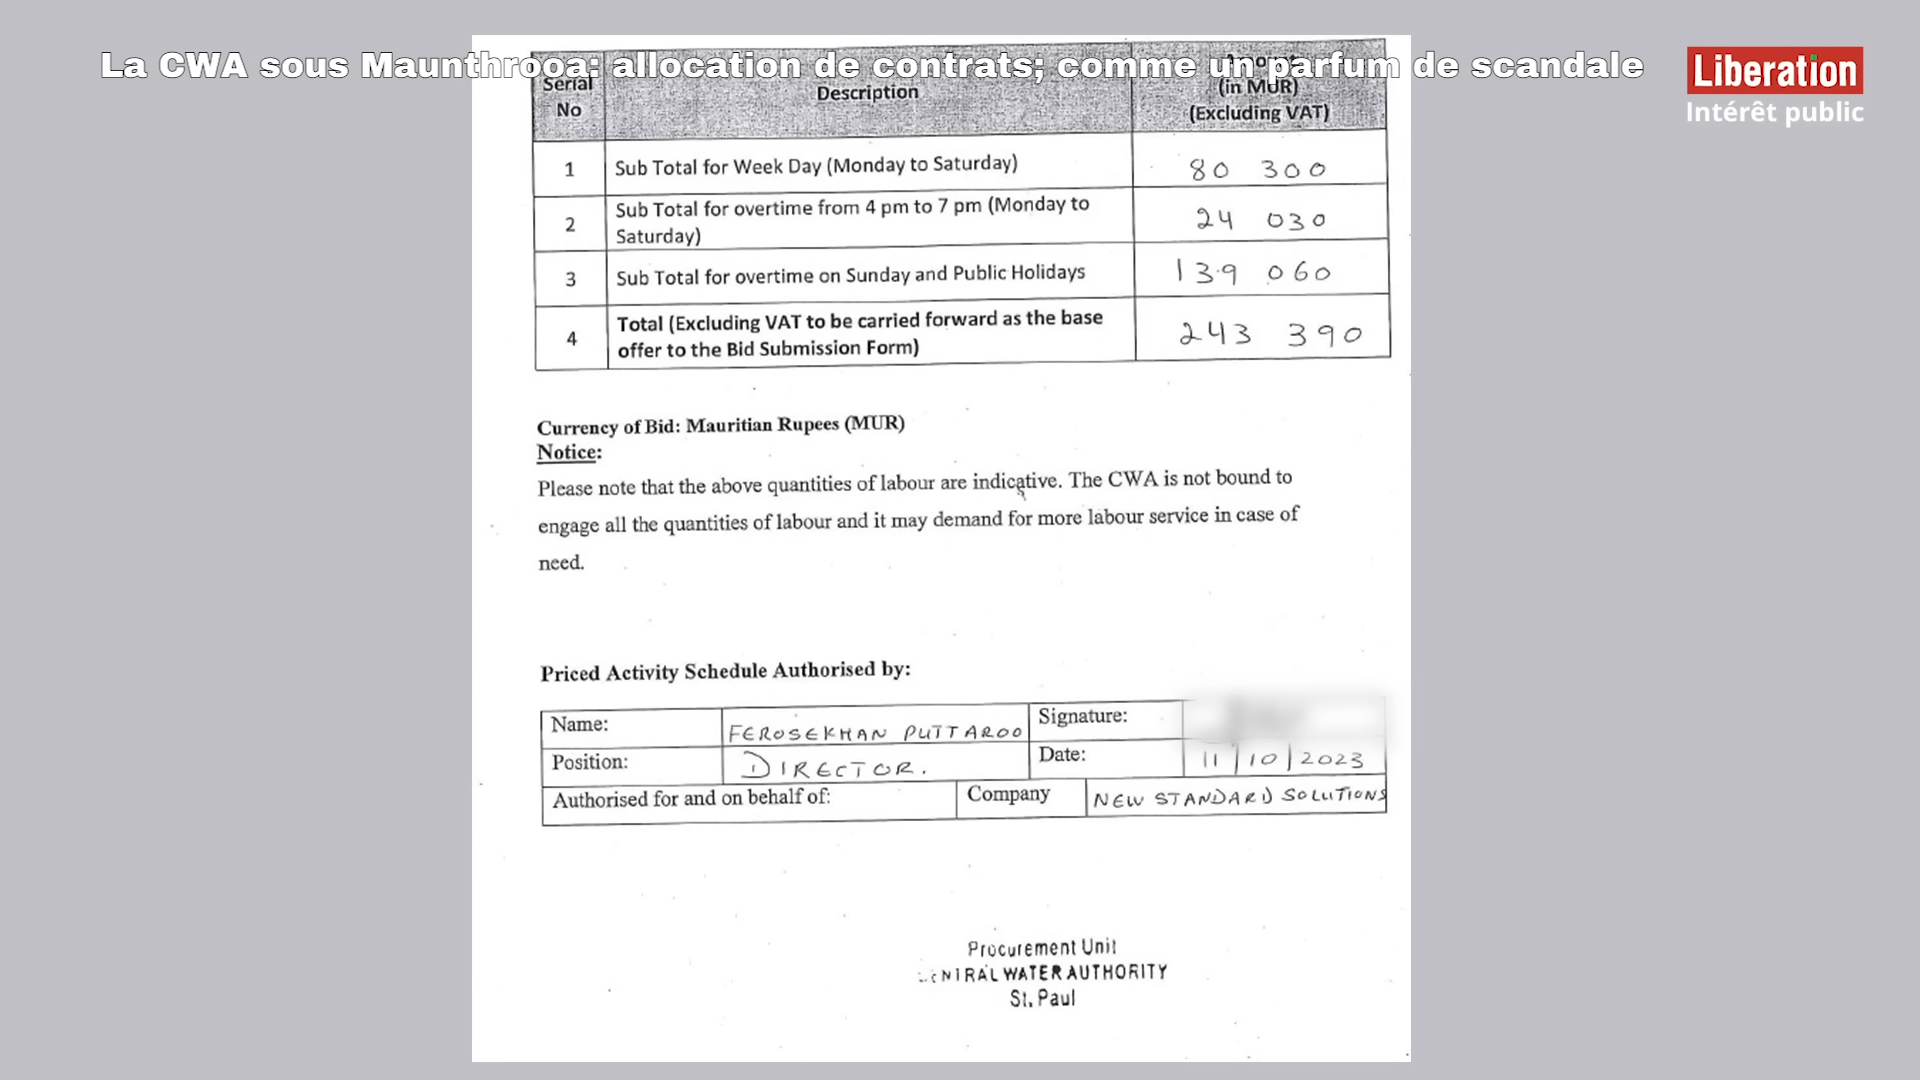 La CWA sous Maunthrooa: allocation de contrats; comme un parfum de scandale
Liberation
Intérêt public
Serial No
Description
(in MUR)
(Excluding VAT)
1 Sub Total for Week Day (Monday to Saturday) 80 300
2 Sub Total for overtime from 4 pm to 7 pm (Monday to Saturday) 24 030
3 Sub Total for overtime on Sunday and Public Holidays 139 060
4 Total (Excluding VAT to be carried forward as the base offer to the Bid Submission Form) 243 390
Currency of Bid: Mauritian Rupees (MUR)
Notice:
Please note that the above quantities of labour are indicative. The CWA is not bound to
engage all the quantities of labour and it may demand for more labour service in case of
need.
Priced Activity Schedule Authorised by:
Name: FEROSEKHAN PUTTAROO Signature:
Position: DIRECTOR. Date: 11/10/2023
Authorised for and on behalf of: Company NEW STANDARD SOLUTIONS
Procurement Unit
WATER AUTHORITY
St. Paul